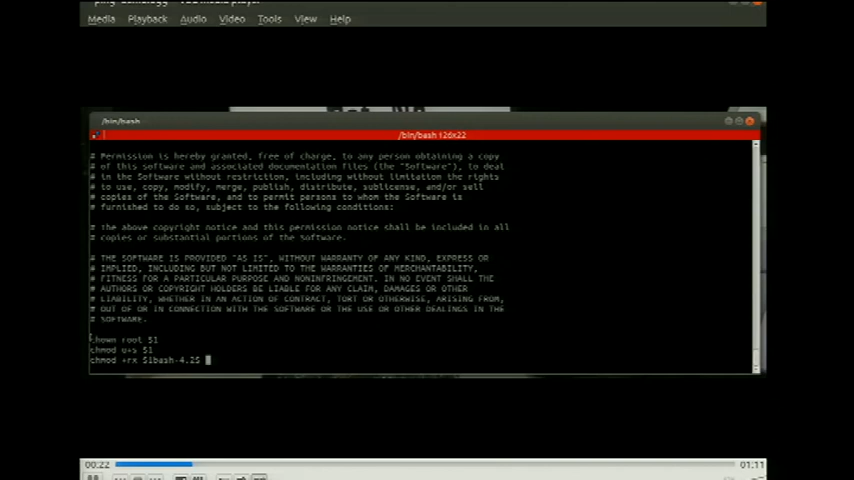 Media Playback Audio Video Tools View Help
/bin/bash
/bin/bash 126x22
# Permission is hereby granted, free of charge, to any person obtaining a copy
# of this software and associated documentation files (the "Software"), to deal
# in the Software without restriction, including without limitation the rights
# to use, copy, modify, merge, publish, distribute, sublicense, and/or sell
# copies of the Software, and to permit persons to whom the Software is
# furnished to do so, subject to the following conditions:
# the above copyright notice and this permission notice shall be included in all
# copies or substantial portions of the Software.
# THE SOFTWARE IS PROVIDED "AS IS", WITHOUT WARRANTY OF ANY KIND, EXPRESS OR
# IMPLIED, INCLUDING BUT NOT LIMITED TO THE WARRANTIES OF MERCHANTABILITY,
# FITNESS FOR A PARTICULAR PURPOSE AND NONINFRINGEMENT. IN NO EVENT SHALL THE
# AUTHORS OR COPYRIGHT HOLDERS BE LIABLE FOR ANY CLAIM, DAMAGES OR OTHER
# LIABILITY, WHETHER IN AN ACTION OF CONTRACT, TORT OR OTHERWISE, ARISING FROM,
# OUT OF OR IN CONNECTION WITH THE SOFTWARE OR THE USE OR OTHER DEALINGS IN THE
# SOFTWARE.
chown root $1
chmod u+s $1
chmod +rx $1bash-4.2$
00:22 01:11